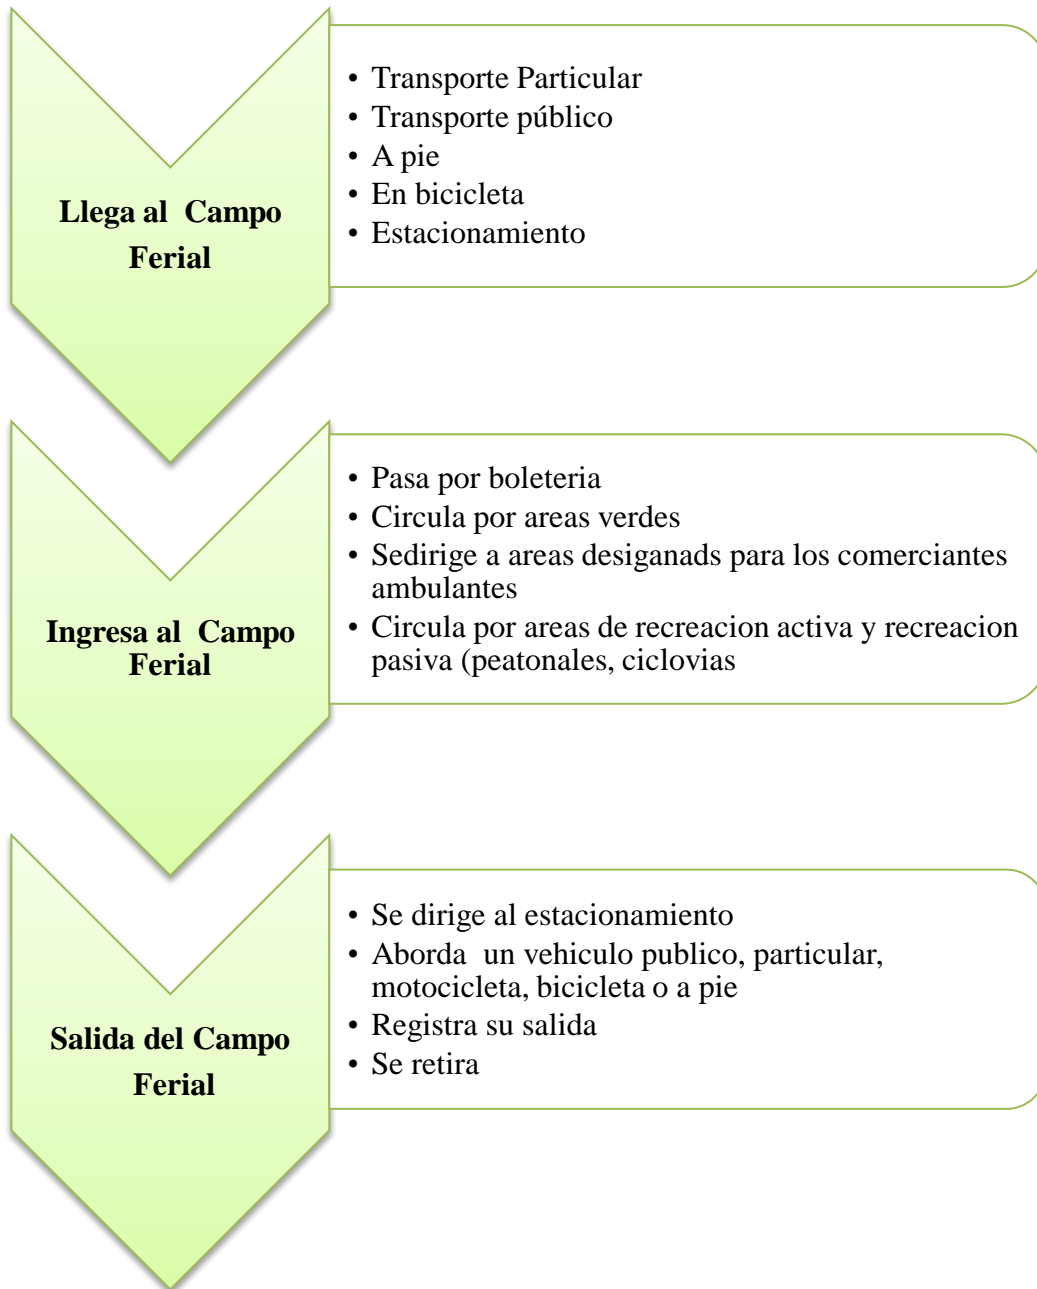 Llega al Campo
Ferial
• Transporte Particular
• Transporte público
• A pie
• En bicicleta
• Estacionamiento
Ingresa al Campo
Ferial
• Pasa por boleteria
• Circula por areas verdes
• Sedirige a areas desiganads para los comerciantes
ambulantes
• Circula por areas de recreacion activa y recreacion
pasiva (peatonales, ciclovias
Salida del Campo
Ferial
• Se dirige al estacionamiento
• Aborda un vehiculo publico, particular,
motocicleta, bicicleta o a pie
• Registra su salida
• Se retira